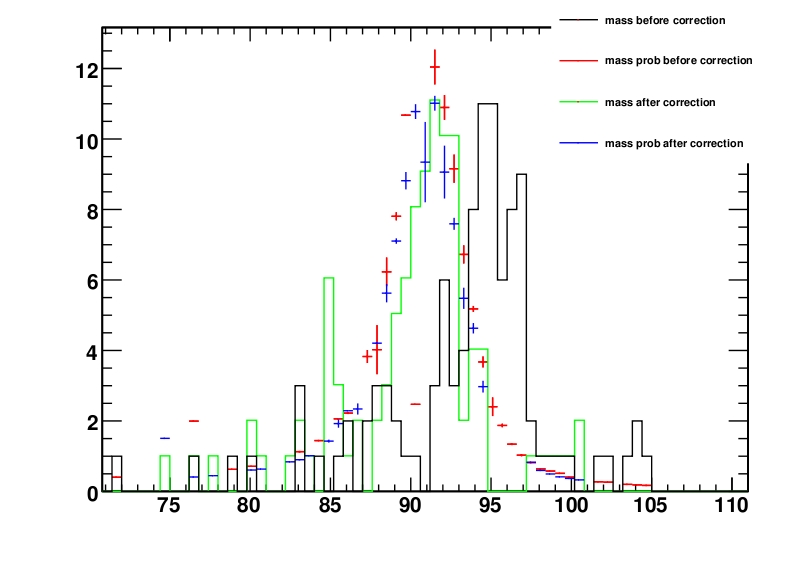 mass before correction
mass prob before correction
mass after correction
mass prob after correction
12
10
8
6
4
2
0
75 80 85 90 95 100 105 110